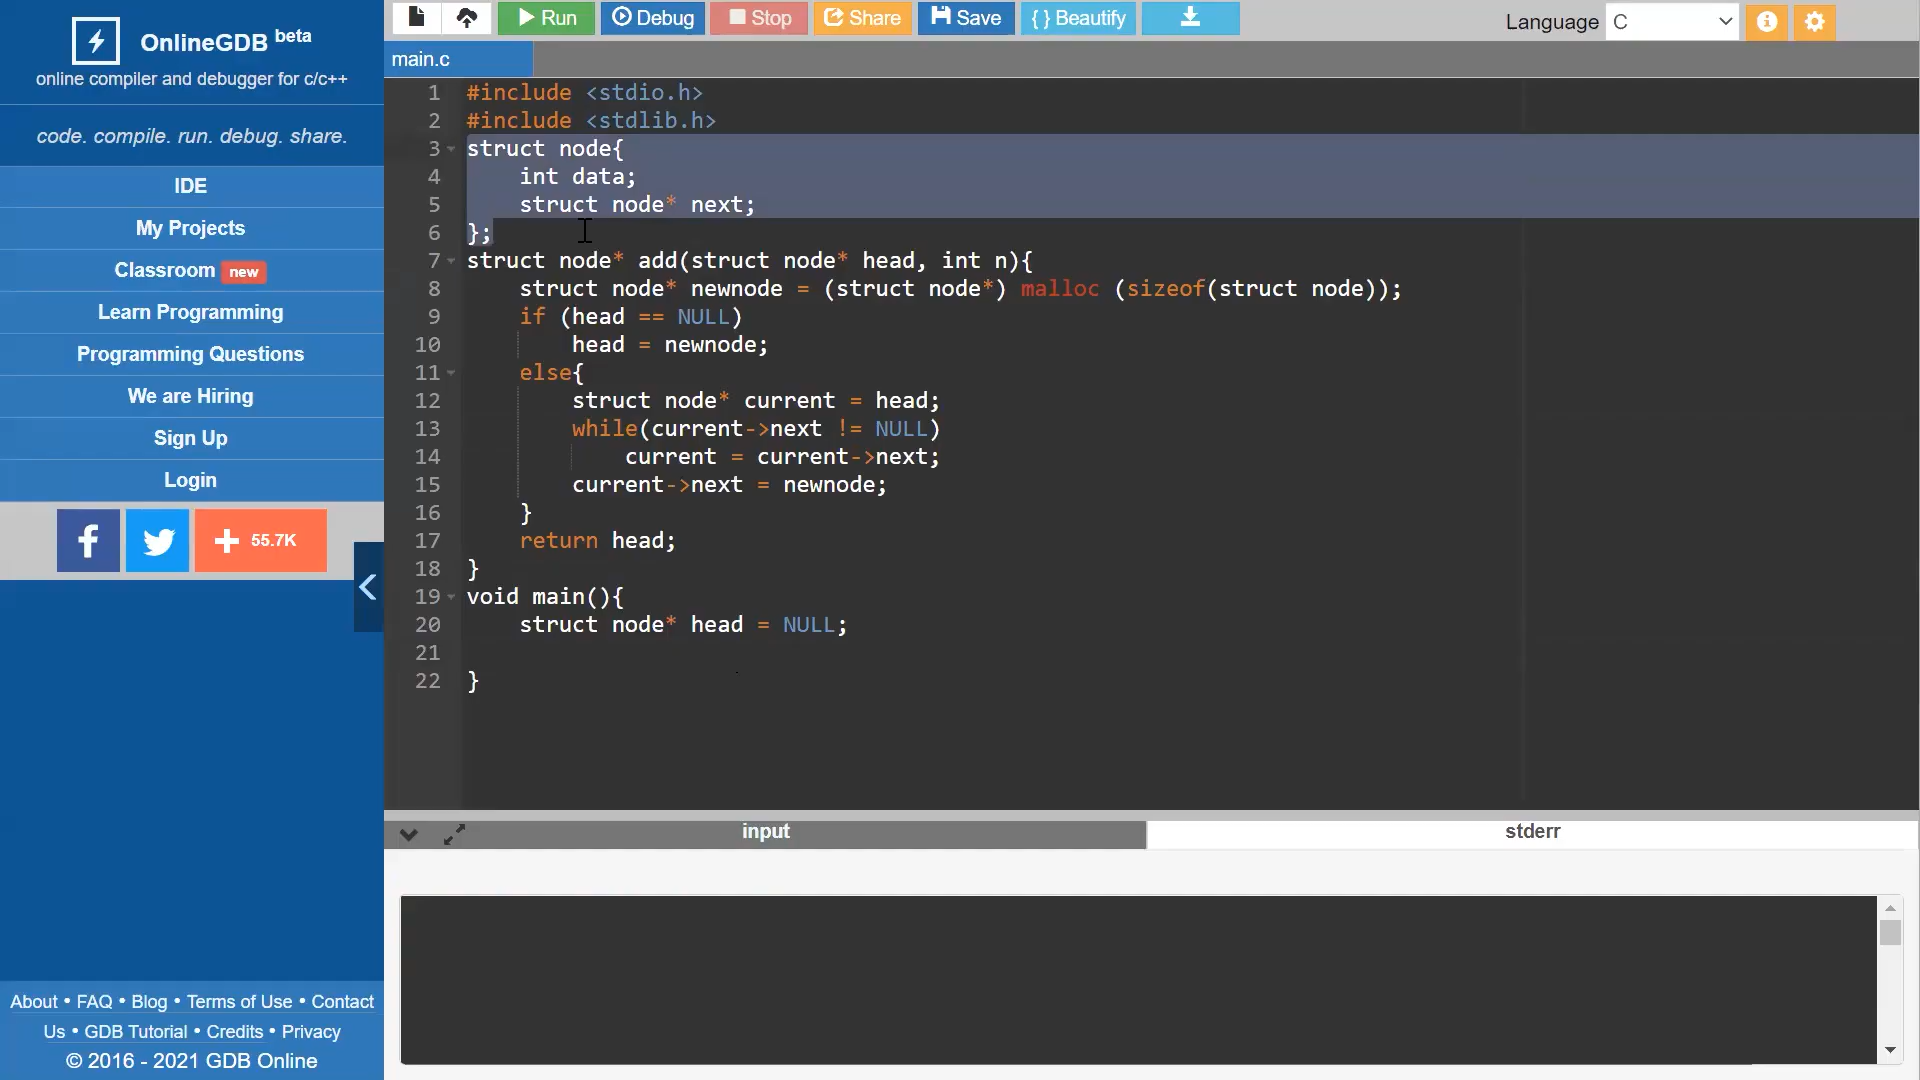 OnlineGDB beta
online compiler and debugger for c/c++
code. compile. run. debug. share.
IDE
My Projects
Classroom new
Learn Programming
Programming Questions
We are Hiring
Sign Up
Login
f
+ 55.7K
About • FAQ • Blog • Terms of Use • Contact
Us • GDB Tutorial • Credits • Privacy
© 2016 - 2021 GDB Online
Run Debug Stop Share Save { } Beautify Language C
main.c
1 #include <stdio.h>
2 #include <stdlib.h>
3 struct node{
4     int data;
5     struct node* next;
6 };
7 struct node* add(struct node* head, int n){
8     struct node* newnode = (struct node*) malloc (sizeof(struct node));
9     if (head == NULL)
10         head = newnode;
11     else{
12         struct node* current = head;
13         while(current->next != NULL)
14             current = current->next;
15         current->next = newnode;
16     }
17     return head;
18 }
19 void main(){
20     struct node* head = NULL;
21
22 }
input stderr